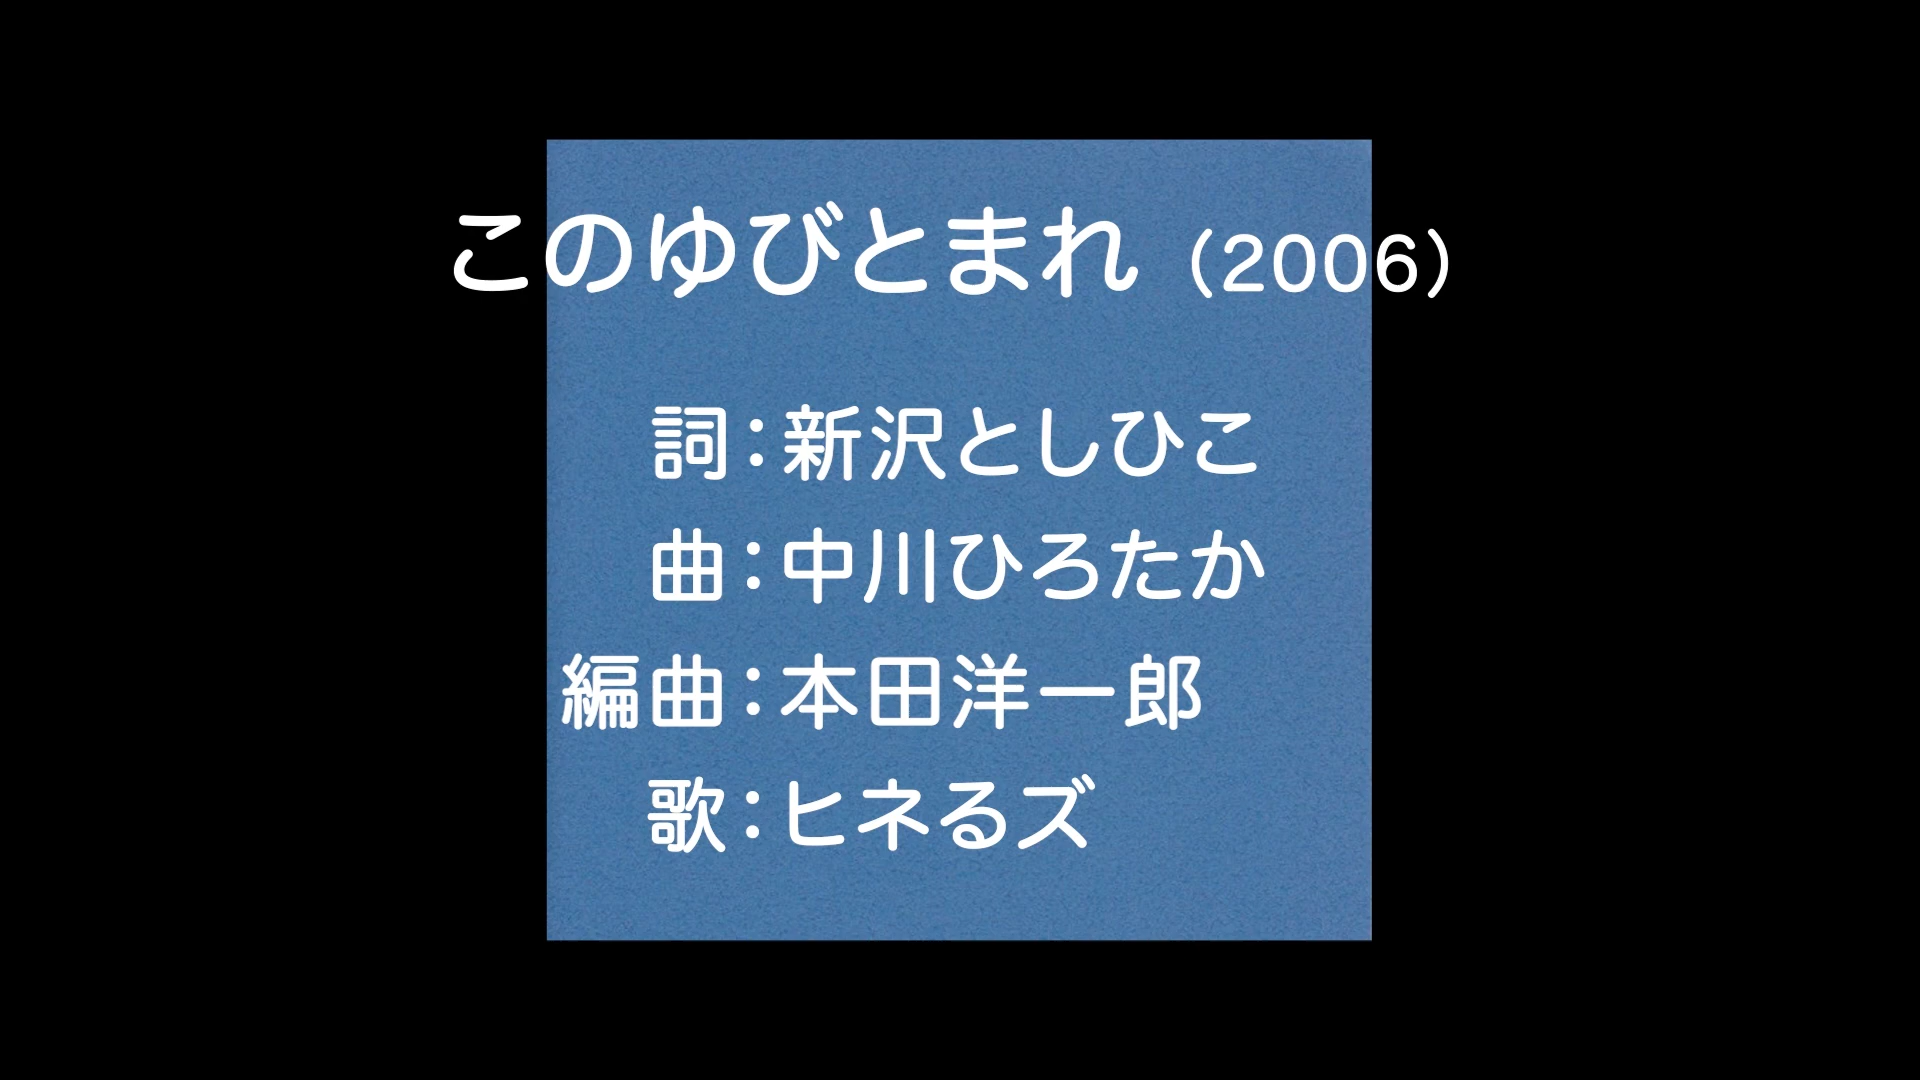 このゆびとまれ（2006）
詞：新沢としひこ
曲：中川ひろたか
編曲：本田洋一郎
歌：ヒネるズ